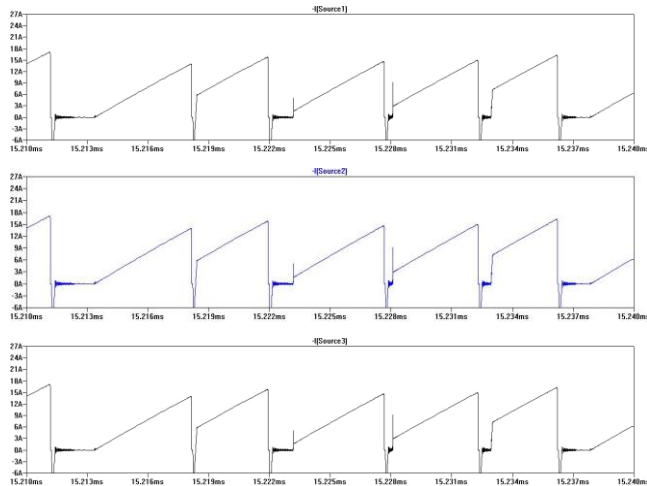 -I(Source1)
27A
24A
21A
18A
15A
12A
9A
6A
3A
0A
-3A
-6A
15.210ms 15.213ms 15.216ms 15.219ms 15.222ms 15.225ms 15.228ms 15.231ms 15.234ms 15.237ms 15.240ms
-I(Source2)
27A
24A
21A
18A
15A
12A
9A
6A
3A
0A
-3A
-6A
15.210ms 15.213ms 15.216ms 15.219ms 15.222ms 15.225ms 15.228ms 15.231ms 15.234ms 15.237ms 15.240ms
-I(Source3)
27A
24A
21A
18A
15A
12A
9A
6A
3A
0A
-3A
-6A
15.210ms 15.213ms 15.216ms 15.219ms 15.222ms 15.225ms 15.228ms 15.231ms 15.234ms 15.237ms 15.240ms